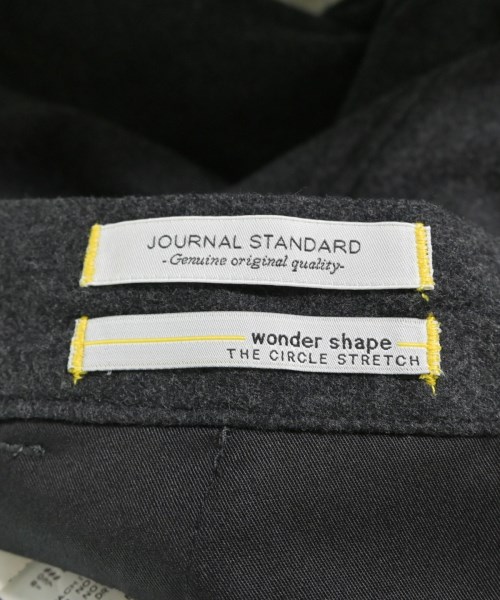 JOURNAL STANDARD
-Genuine original quality-
wonder shape
THE CIRCLE STRETCH